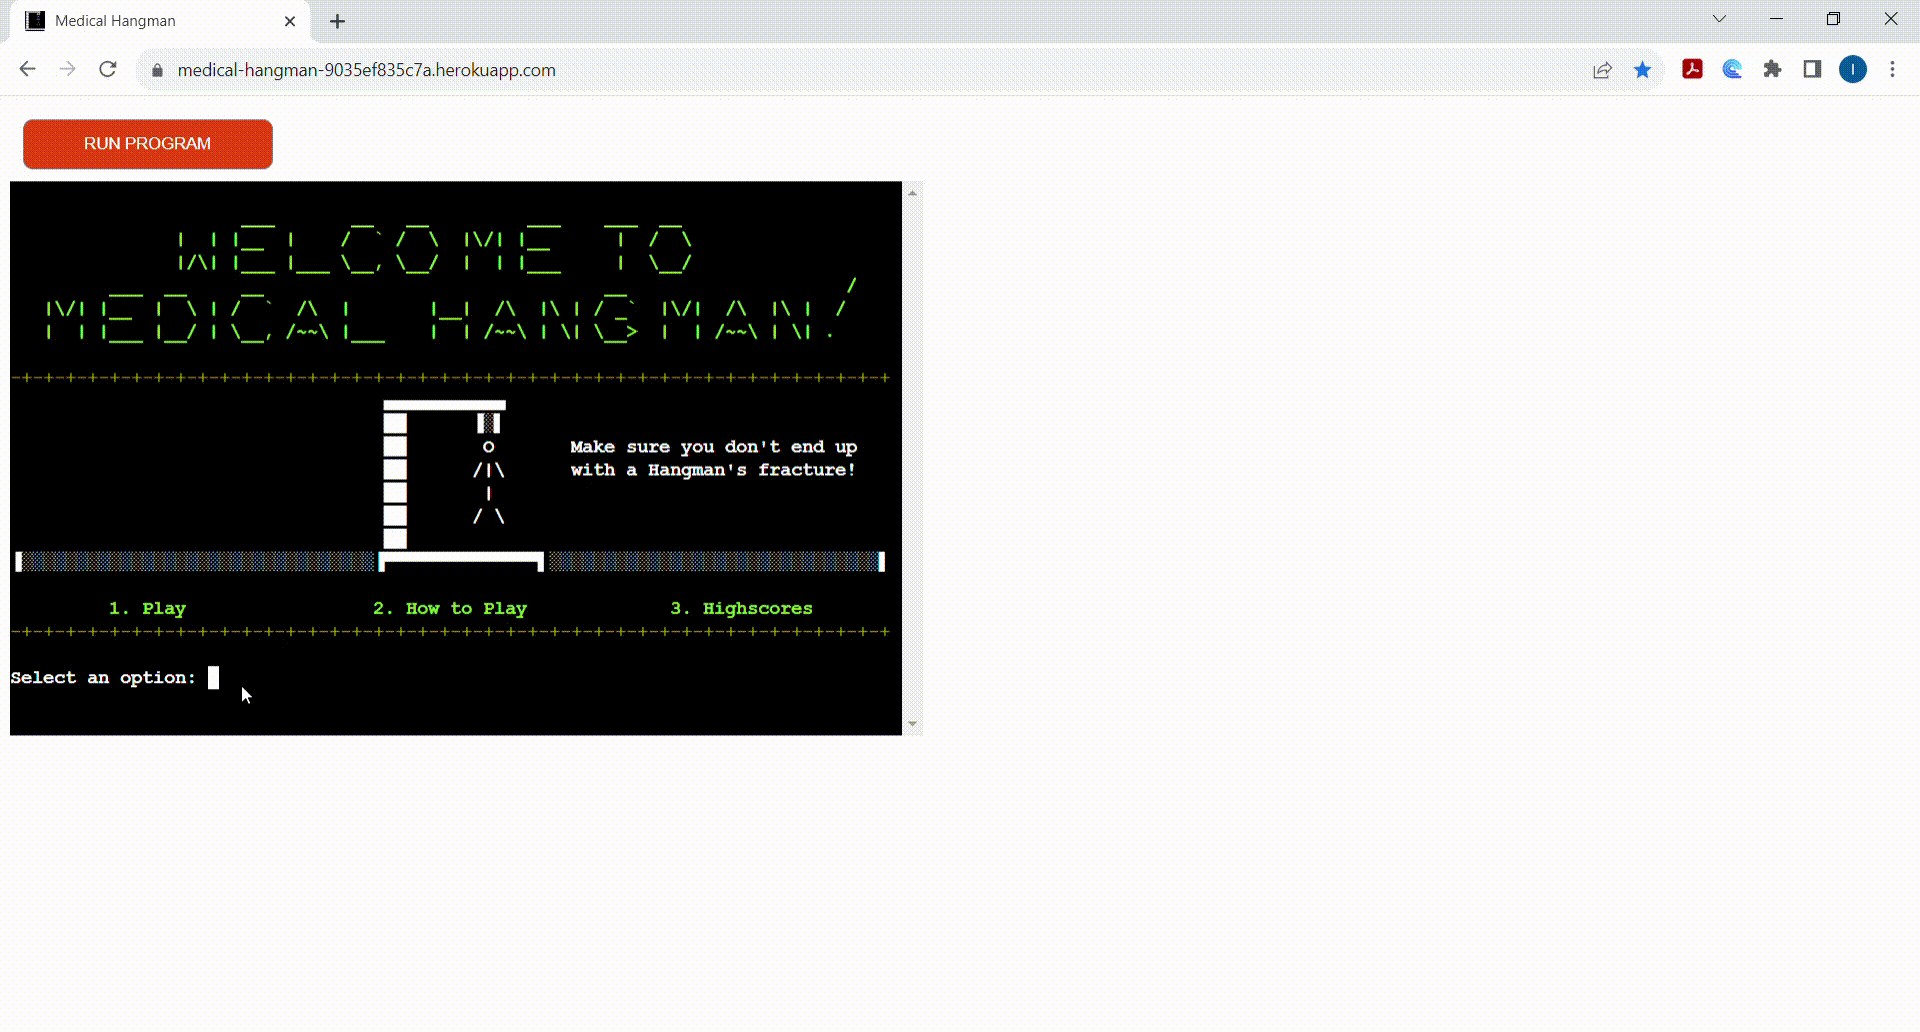 Medical Hangman
medical-hangman-9035ef835c7a.herokuapp.com
I
RUN PROGRAM
WELCOME TO
MEDICAL HANGMAN!
Make sure you don't end up
with a Hangman's fracture!
1. Play 2. How to Play 3. Highscores
Select an option: